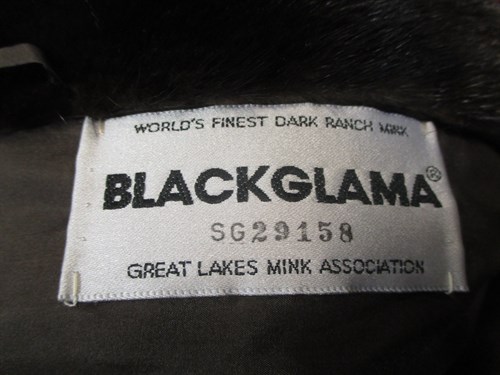 WORLD'S FINEST DARK RANCH MINK
BLACKGLAMA®
SG29158
GREAT LAKES MINK ASSOCIATION